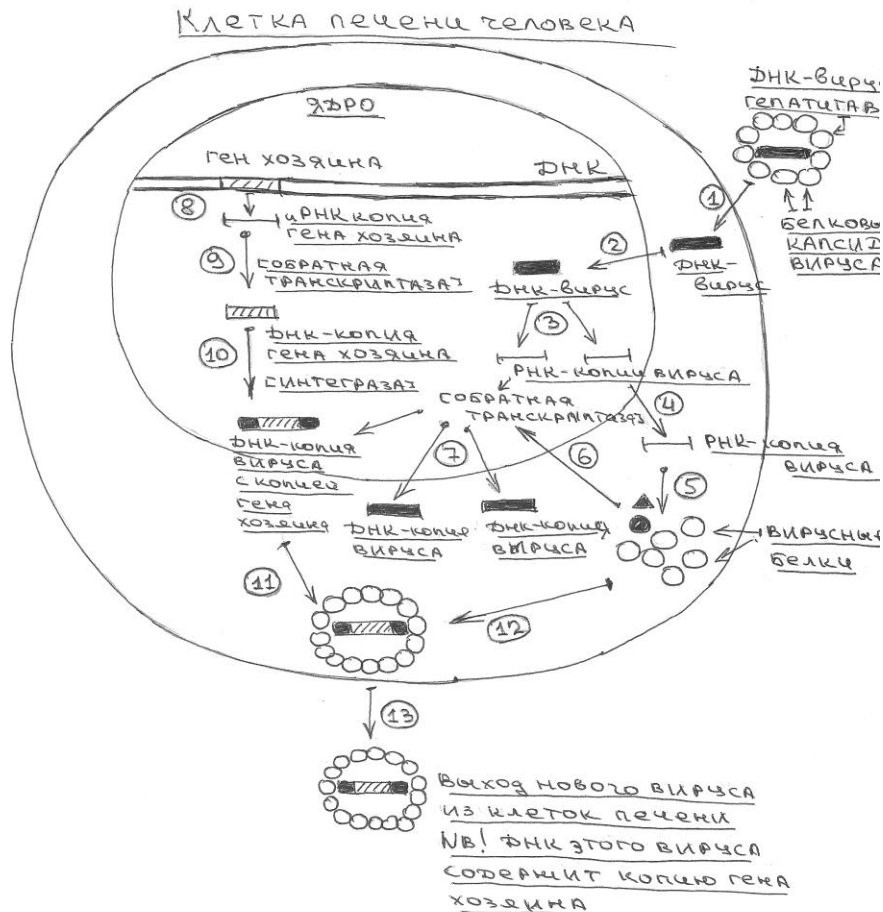 Клетка печени человека
ЯДРО
ДНК-вирус
ГЕПАТИТА В
ГЕН ХОЗЯИНА
ДНК
8
иРНК КОПИЯ
ГЕНА ХОЗЯИНА
1
БЕЛКОВЫ
КАПСИД
ВИРУСА
2
ДНК-
ВИРУС
9
[ОБРАТНАЯ
ТРАНСКРИПТАЗА]
ДНК-ВИРУС
3
10
ДНК-КОПИЯ
ГЕНА ХОЗЯИНА
[ИНТЕГРАЗА]
РНК-КОПИИ ВИРУСА
[ОБРАТНАЯ
ТРАНСКРИПТАЗА]
4
РНК-КОПИЯ
ВИРУСА
ДНК-КОПИЯ
ВИРУСА
С КОПИЕЙ
ГЕНА
ХОЗЯИНА
7
6
5
ДНК-КОПИЯ
ВИРУСА
ДНК-КОПИЯ
ВИРУСА
ВИРУСНЫ
БЕЛКИ
11
12
13
ВЫХОД НОВОГО ВИРУСА
ИЗ КЛЕТОК ПЕЧЕНИ
NB! ДНК ЭТОГО ВИРУСА
СОДЕРЖИТ КОПИЮ ГЕНА
ХОЗЯИНА